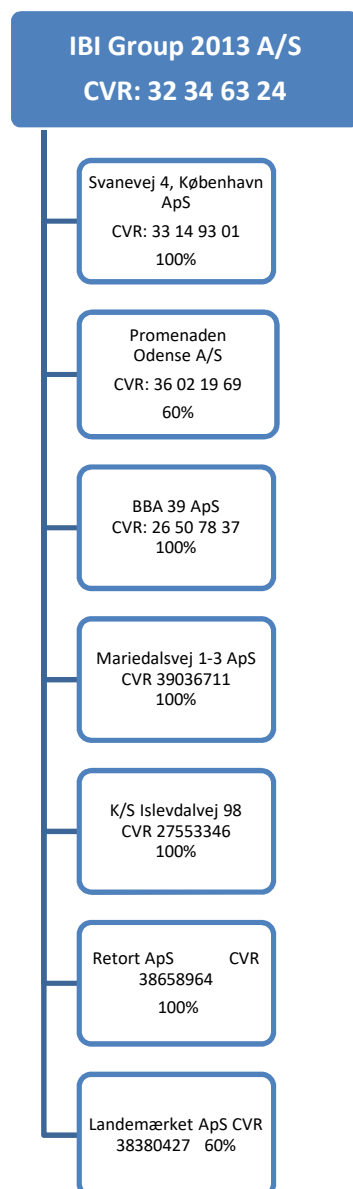 IBI Group 2013 A/S
CVR: 32 34 63 24
Svanevej 4, København
ApS
CVR: 33 14 93 01
100%
Promenaden
Odense A/S
CVR: 36 02 19 69
60%
BBA 39 ApS
CVR: 26 50 78 37
100%
Mariedalsvej 1-3 ApS
CVR 39036711
100%
K/S Islevdalvej 98
CVR 27553346
100%
Retort ApS CVR
38658964
100%
Landemærket ApS CVR
38380427 60%